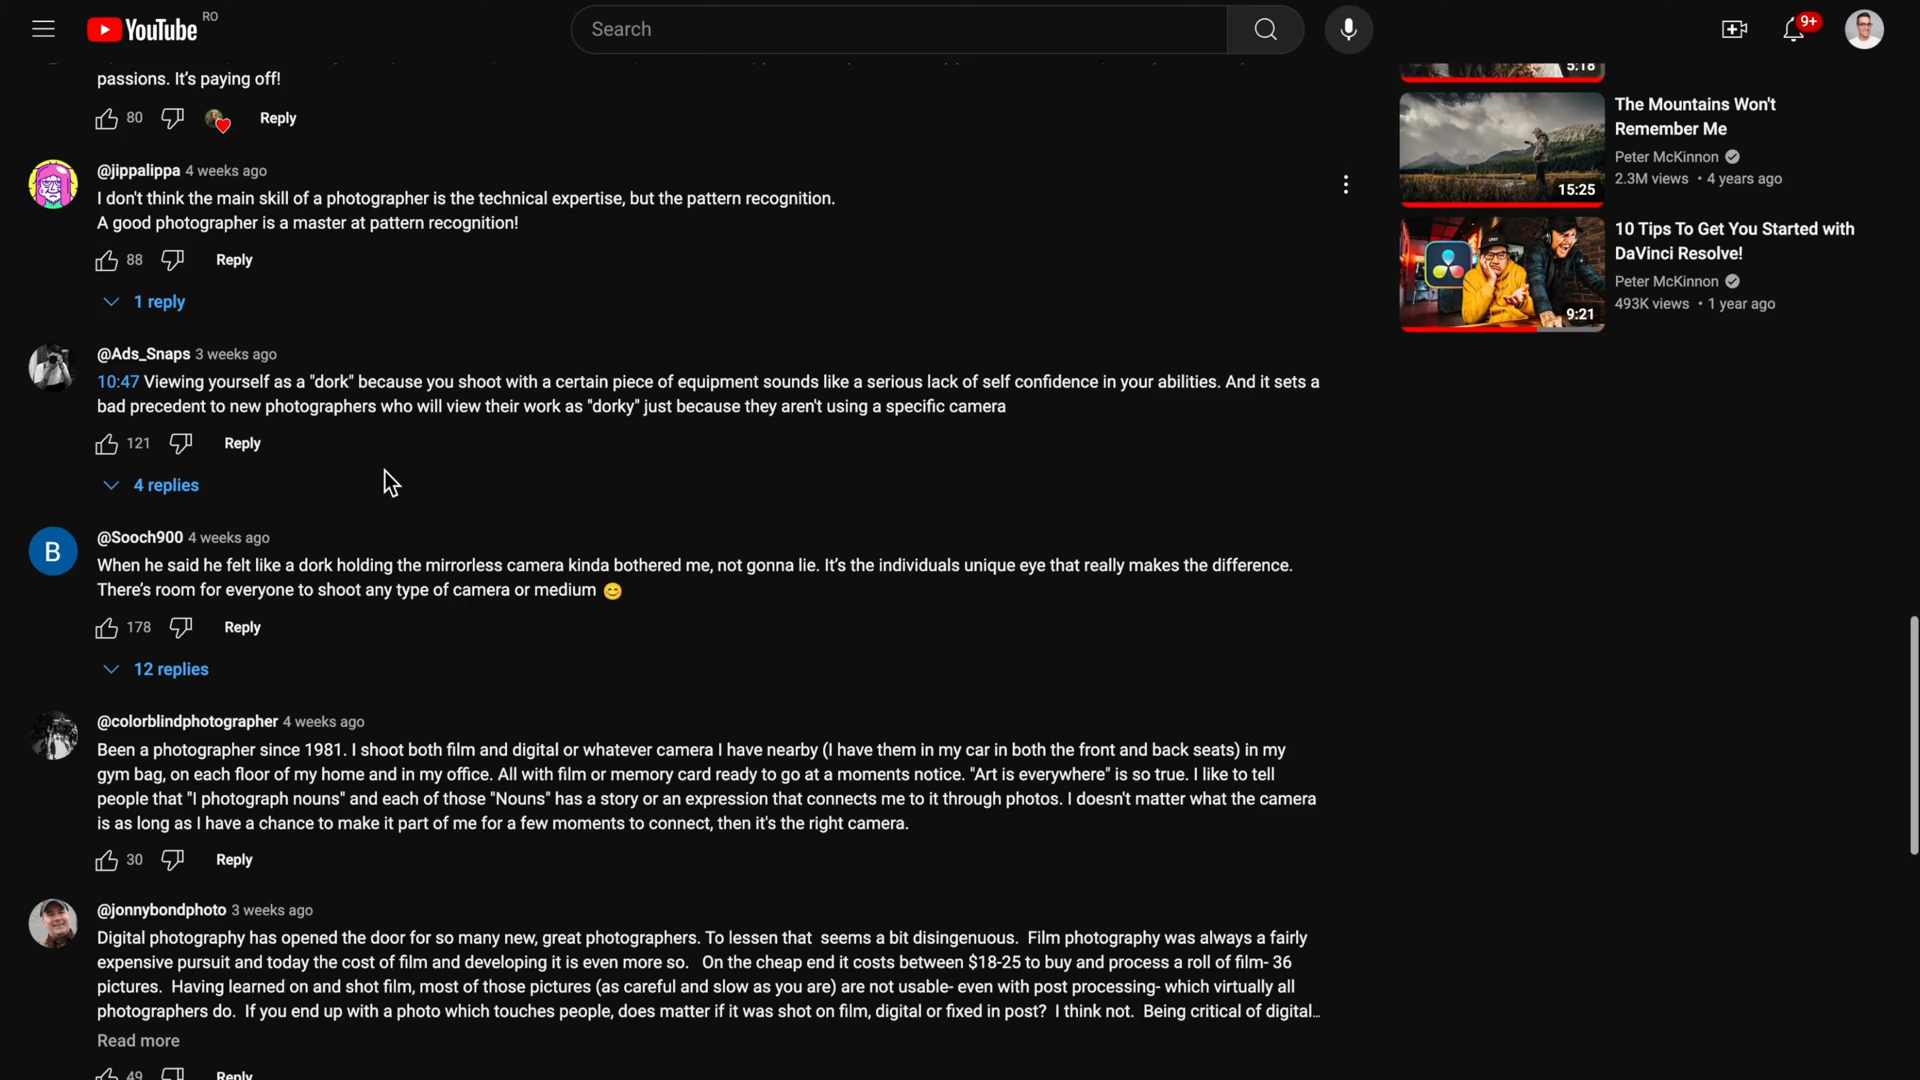 YouTube RO
Search
9+
passions. It's paying off!
80 Reply
@jippalippa 4 weeks ago
I don't think the main skill of a photographer is the technical expertise, but the pattern recognition.
A good photographer is a master at pattern recognition!
88 Reply
1 reply
@Ads_Snaps 3 weeks ago
10:47 Viewing yourself as a "dork" because you shoot with a certain piece of equipment sounds like a serious lack of self confidence in your abilities. And it sets a
bad precedent to new photographers who will view their work as "dorky" just because they aren't using a specific camera
121 Reply
4 replies
B
@Sooch900 4 weeks ago
When he said he felt like a dork holding the mirrorless camera kinda bothered me, not gonna lie. It's the individuals unique eye that really makes the difference.
There's room for everyone to shoot any type of camera or medium 😊
178 Reply
12 replies
@colorblindphotographer 4 weeks ago
Been a photographer since 1981. I shoot both film and digital or whatever camera I have nearby (I have them in my car in both the front and back seats) in my
gym bag, on each floor of my home and in my office. All with film or memory card ready to go at a moments notice. "Art is everywhere" is so true. I like to tell
people that "I photograph nouns" and each of those "Nouns" has a story or an expression that connects me to it through photos. I doesn't matter what the camera
is as long as I have a chance to make it part of me for a few moments to connect, then it's the right camera.
30 Reply
@jonnybondphoto 3 weeks ago
Digital photography has opened the door for so many new, great photographers. To lessen that seems a bit disingenuous. Film photography was always a fairly
expensive pursuit and today the cost of film and developing it is even more so. On the cheap end it costs between $18-25 to buy and process a roll of film- 36
pictures. Having learned on and shot film, most of those pictures (as careful and slow as you are) are not usable- even with post processing- which virtually all
photographers do. If you end up with a photo which touches people, does matter if it was shot on film, digital or fixed in post? I think not. Being critical of digital…
Read more
49 Reply
5:18
The Mountains Won't
Remember Me
Peter McKinnon
2.3M views • 4 years ago
15:25
10 Tips To Get You Started with
DaVinci Resolve!
Peter McKinnon
493K views • 1 year ago
9:21